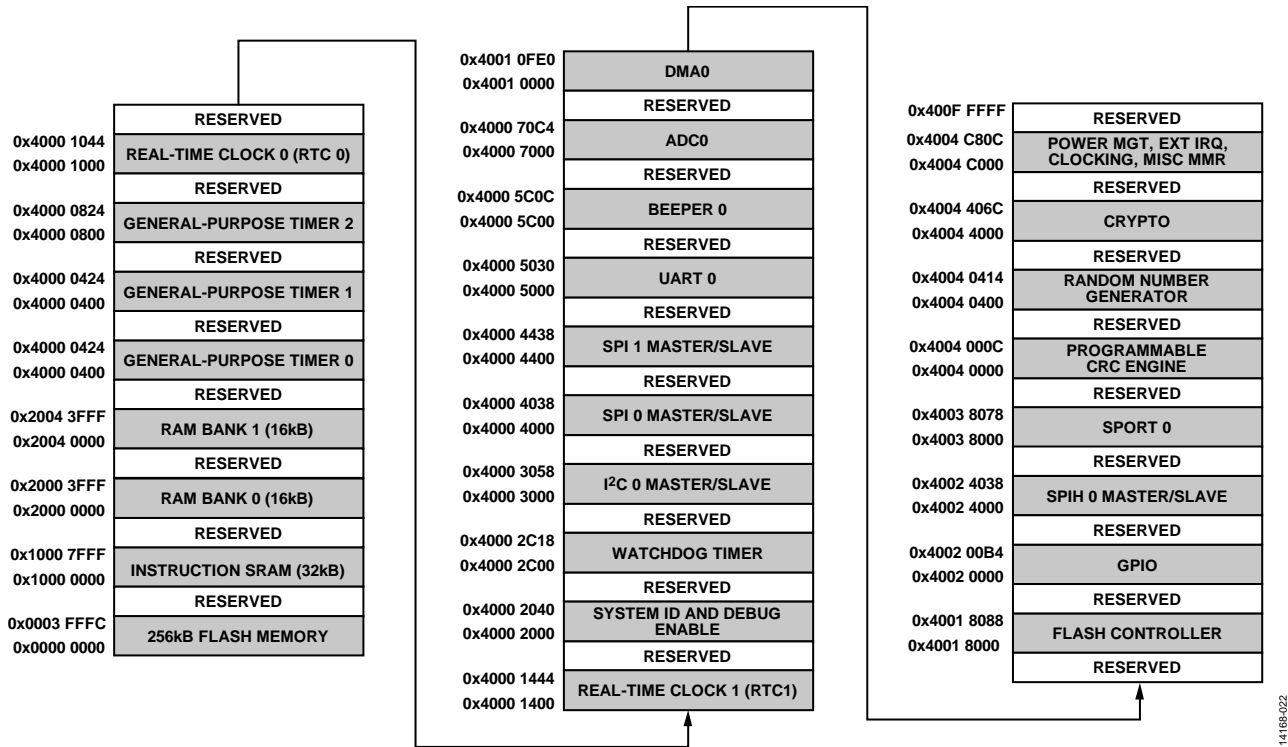 RESERVED
0x4000 1044
REAL-TIME CLOCK 0 (RTC 0)
0x4000 1000
RESERVED
0x4000 0824
GENERAL-PURPOSE TIMER 2
0x4000 0800
RESERVED
0x4000 0424
GENERAL-PURPOSE TIMER 1
0x4000 0400
RESERVED
0x4000 0424
GENERAL-PURPOSE TIMER 0
0x4000 0400
RESERVED
0x2004 3FFF
RAM BANK 1 (16kB)
0x2004 0000
RESERVED
0x2000 3FFF
RAM BANK 0 (16kB)
0x2000 0000
RESERVED
0x1000 7FFF
INSTRUCTION SRAM (32kB)
0x1000 0000
RESERVED
0x0003 FFFC
256kB FLASH MEMORY
0x0000 0000
0x4001 0FE0
DMA0
0x4001 0000
RESERVED
0x4000 70C4
ADC0
0x4000 7000
RESERVED
0x4000 5C0C
BEEPER 0
0x4000 5C00
RESERVED
0x4000 5030
UART 0
0x4000 5000
RESERVED
0x4000 4438
SPI 1 MASTER/SLAVE
0x4000 4400
RESERVED
0x4000 4038
SPI 0 MASTER/SLAVE
0x4000 4000
RESERVED
0x4000 3058
I2C 0 MASTER/SLAVE
0x4000 3000
RESERVED
0x4000 2C18
WATCHDOG TIMER
0x4000 2C00
RESERVED
0x4000 2040
SYSTEM ID AND DEBUG
ENABLE
0x4000 2000
RESERVED
0x4000 1444
REAL-TIME CLOCK 1 (RTC1)
0x4000 1400
0x400F FFFF
RESERVED
0x4004 C80C
POWER MGT, EXT IRQ,
CLOCKING, MISC MMR
0x4004 C000
RESERVED
0x4004 406C
CRYPTO
0x4004 4000
RESERVED
0x4004 0414
RANDOM NUMBER
GENERATOR
0x4004 0400
RESERVED
0x4004 000C
PROGRAMMABLE
CRC ENGINE
0x4004 0000
RESERVED
0x4003 8078
SPORT 0
0x4003 8000
RESERVED
0x4002 4038
SPIH 0 MASTER/SLAVE
0x4002 4000
RESERVED
0x4002 00B4
GPIO
0x4002 0000
RESERVED
0x4001 8088
FLASH CONTROLLER
0x4001 8000
RESERVED
14168-022